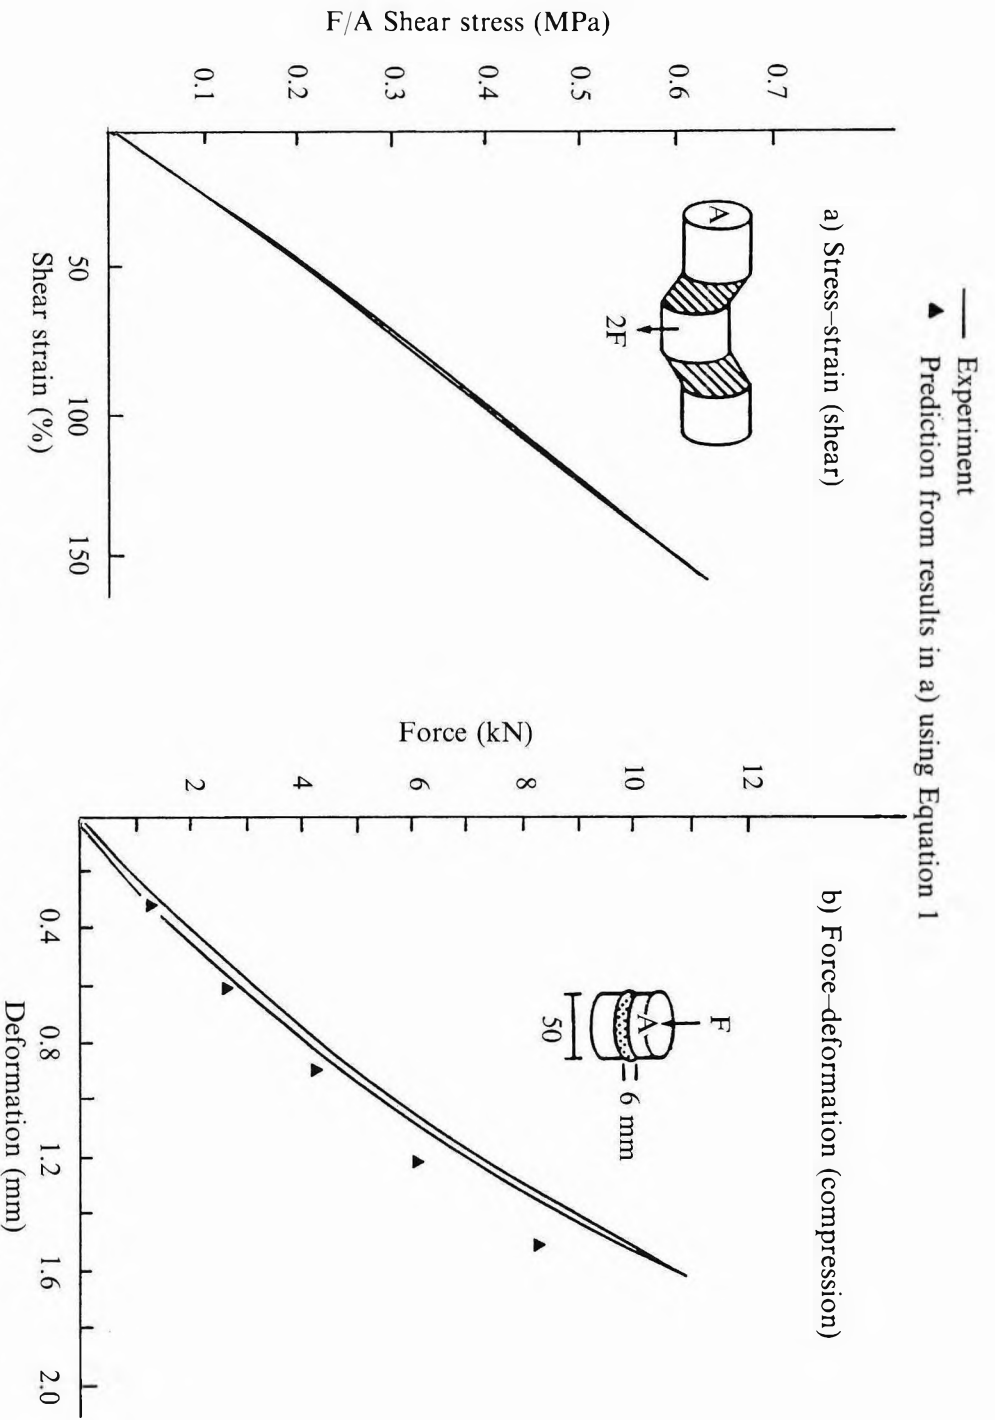 — Experiment
▲ Prediction from results in a) using Equation 1
a) Stress–strain (shear)
F/A Shear stress (MPa)
0.7
0.6
0.5
0.4
0.3
0.2
0.1
A
2F
50
100
150
Shear strain (%)
b) Force–deformation (compression)
Force (kN)
12
10
8
6
4
2
F
A
6 mm
50
0.4
0.8
1.2
1.6
2.0
Deformation (mm)